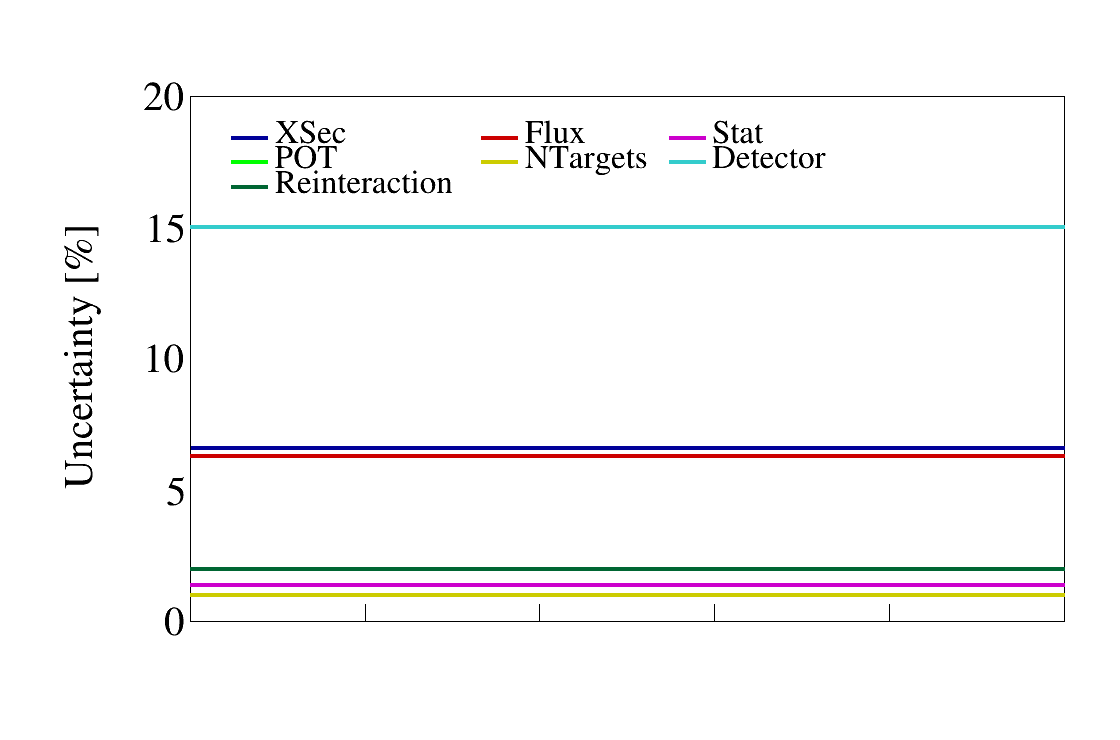 20
XSec Flux Stat
POT NTargets Detector
Reinteraction
15
10
5
0
Uncertainty [%]